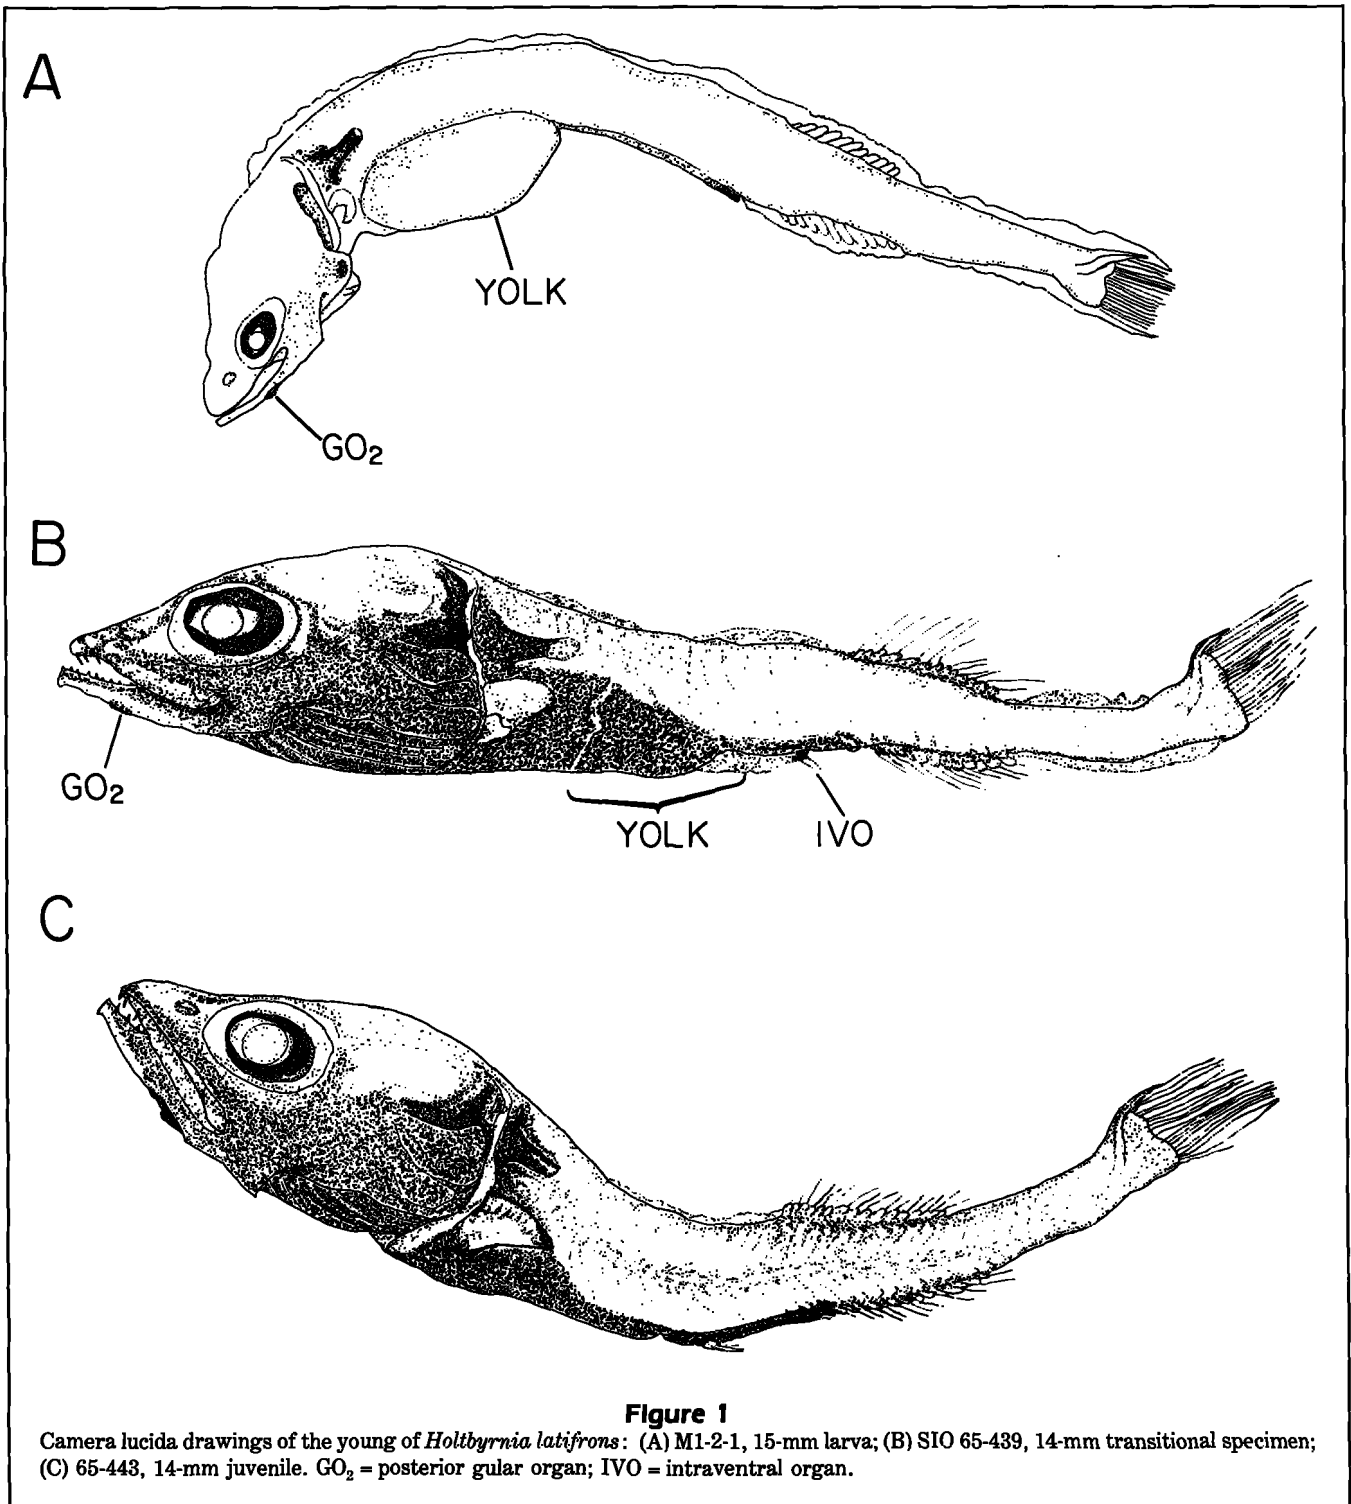 A
YOLK
GO₂
B
GO₂
YOLK
IVO
C
Figure 1
Camera lucida drawings of the young of Holtbyrnia latifrons: (A) M1-2-1, 15-mm larva; (B) SIO 65-439, 14-mm transitional specimen;
(C) 65-443, 14-mm juvenile. GO₂ = posterior gular organ; IVO = intraventral organ.